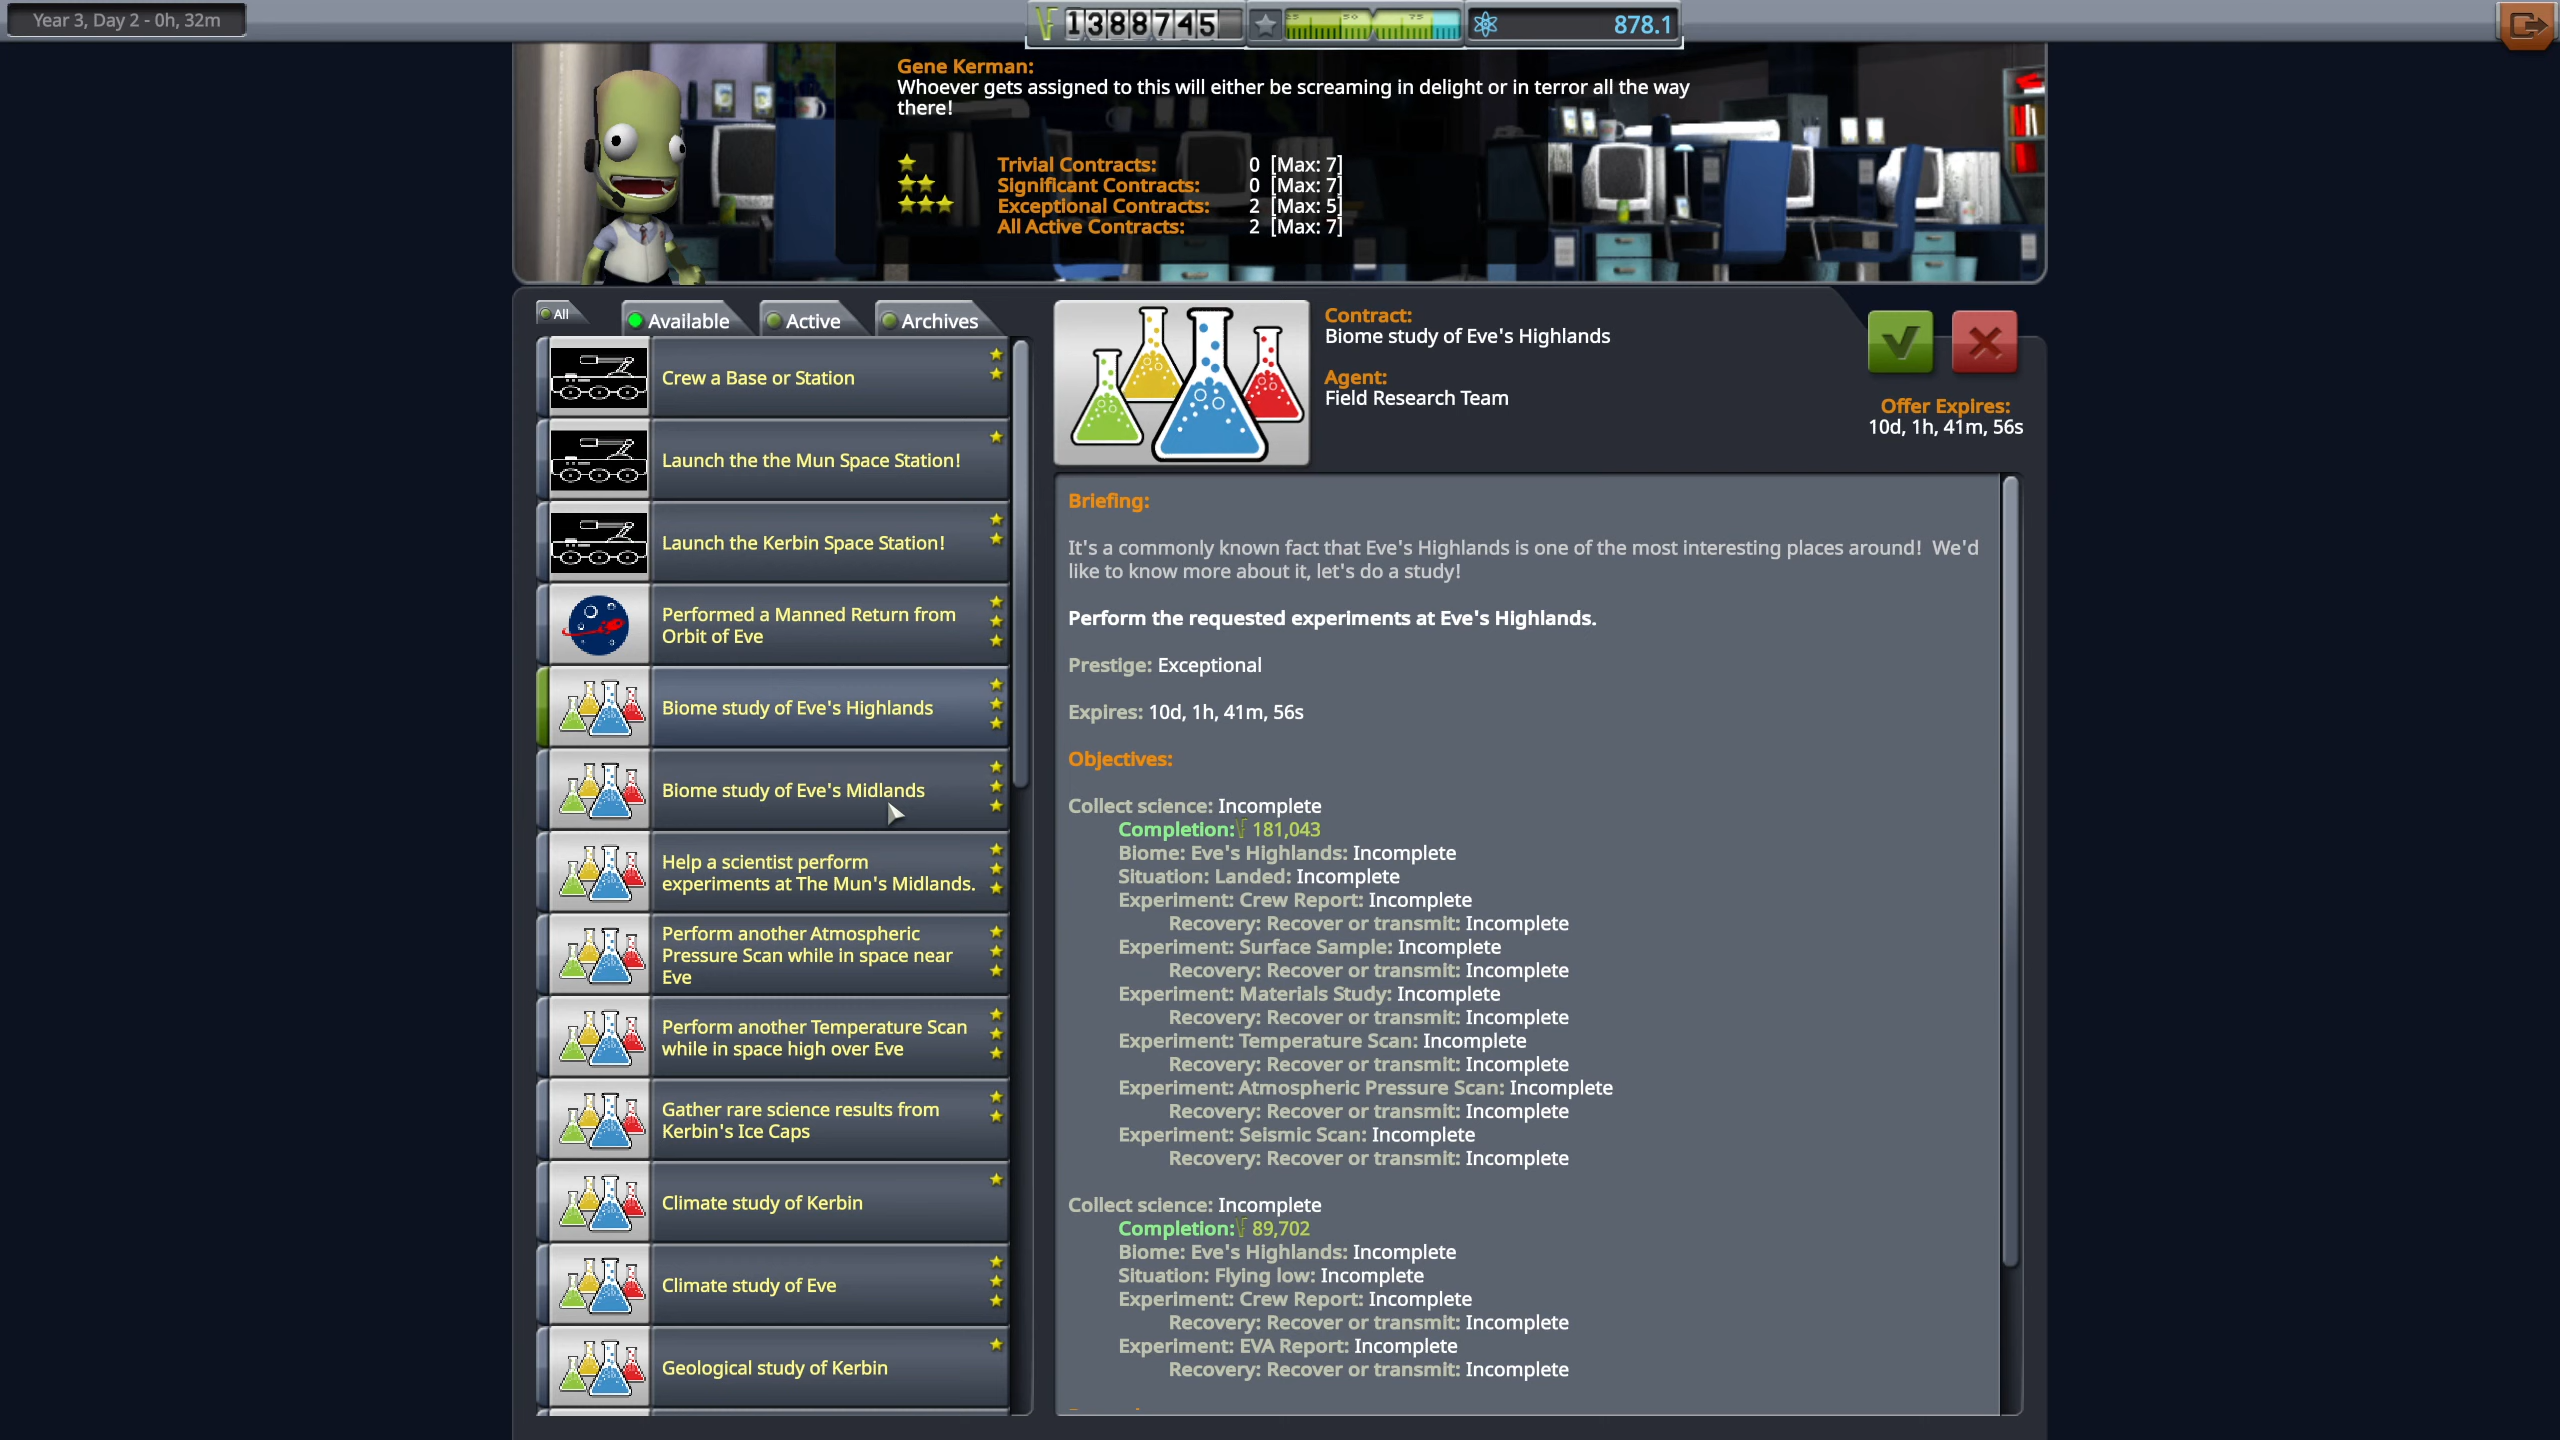 Year 3, Day 2 - 0h, 32m
1388745
25 50 75
878.1
Gene Kerman:
Whoever gets assigned to this will either be screaming in delight or in terror all the way
there!
Trivial Contracts: 0 [Max: 7]
Significant Contracts: 0 [Max: 7]
Exceptional Contracts: 2 [Max: 5]
All Active Contracts: 2 [Max: 7]
All
Available
Active
Archives
Crew a Base or Station
Launch the the Mun Space Station!
Launch the Kerbin Space Station!
Performed a Manned Return from
Orbit of Eve
Biome study of Eve's Highlands
Biome study of Eve's Midlands
Help a scientist perform
experiments at The Mun's Midlands.
Perform another Atmospheric
Pressure Scan while in space near
Eve
Perform another Temperature Scan
while in space high over Eve
Gather rare science results from
Kerbin's Ice Caps
Climate study of Kerbin
Climate study of Eve
Geological study of Kerbin
Contract:
Biome study of Eve's Highlands
Agent:
Field Research Team
Offer Expires:
10d, 1h, 41m, 56s
Briefing:
It's a commonly known fact that Eve's Highlands is one of the most interesting places around! We'd
like to know more about it, let's do a study!
Perform the requested experiments at Eve's Highlands.
Prestige: Exceptional
Expires: 10d, 1h, 41m, 56s
Objectives:
Collect science: Incomplete
Completion: 181,043
Biome: Eve's Highlands: Incomplete
Situation: Landed: Incomplete
Experiment: Crew Report: Incomplete
Recovery: Recover or transmit: Incomplete
Experiment: Surface Sample: Incomplete
Recovery: Recover or transmit: Incomplete
Experiment: Materials Study: Incomplete
Recovery: Recover or transmit: Incomplete
Experiment: Temperature Scan: Incomplete
Recovery: Recover or transmit: Incomplete
Experiment: Atmospheric Pressure Scan: Incomplete
Recovery: Recover or transmit: Incomplete
Experiment: Seismic Scan: Incomplete
Recovery: Recover or transmit: Incomplete
Collect science: Incomplete
Completion: 89,702
Biome: Eve's Highlands: Incomplete
Situation: Flying low: Incomplete
Experiment: Crew Report: Incomplete
Recovery: Recover or transmit: Incomplete
Experiment: EVA Report: Incomplete
Recovery: Recover or transmit: Incomplete